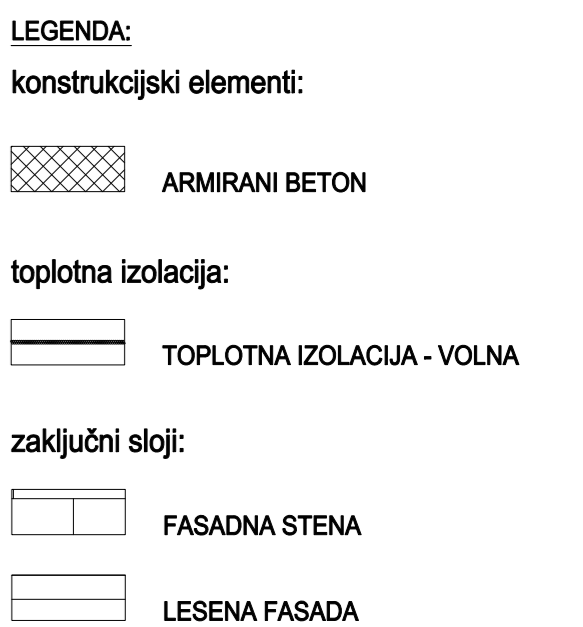 LEGENDA:
konstrukcijski elementi:
ARMIRANI BETON
toplotna izolacija:
TOPLOTNA IZOLACIJA - VOLNA
zaključni sloji:
FASADNA STENA
LESENA FASADA